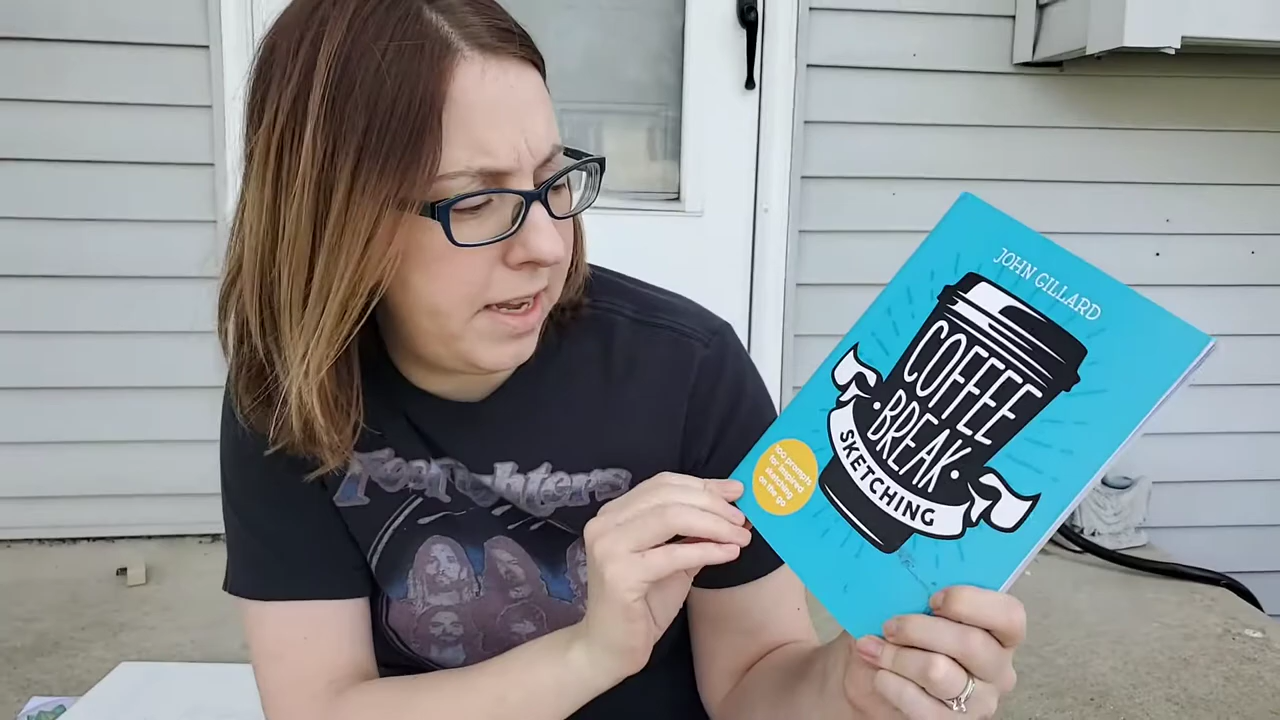 JOHN GILLARD
COFFEE
BREAK
SKETCHING
100 prompts
for inspired
sketching
on the go
Foo Fighters